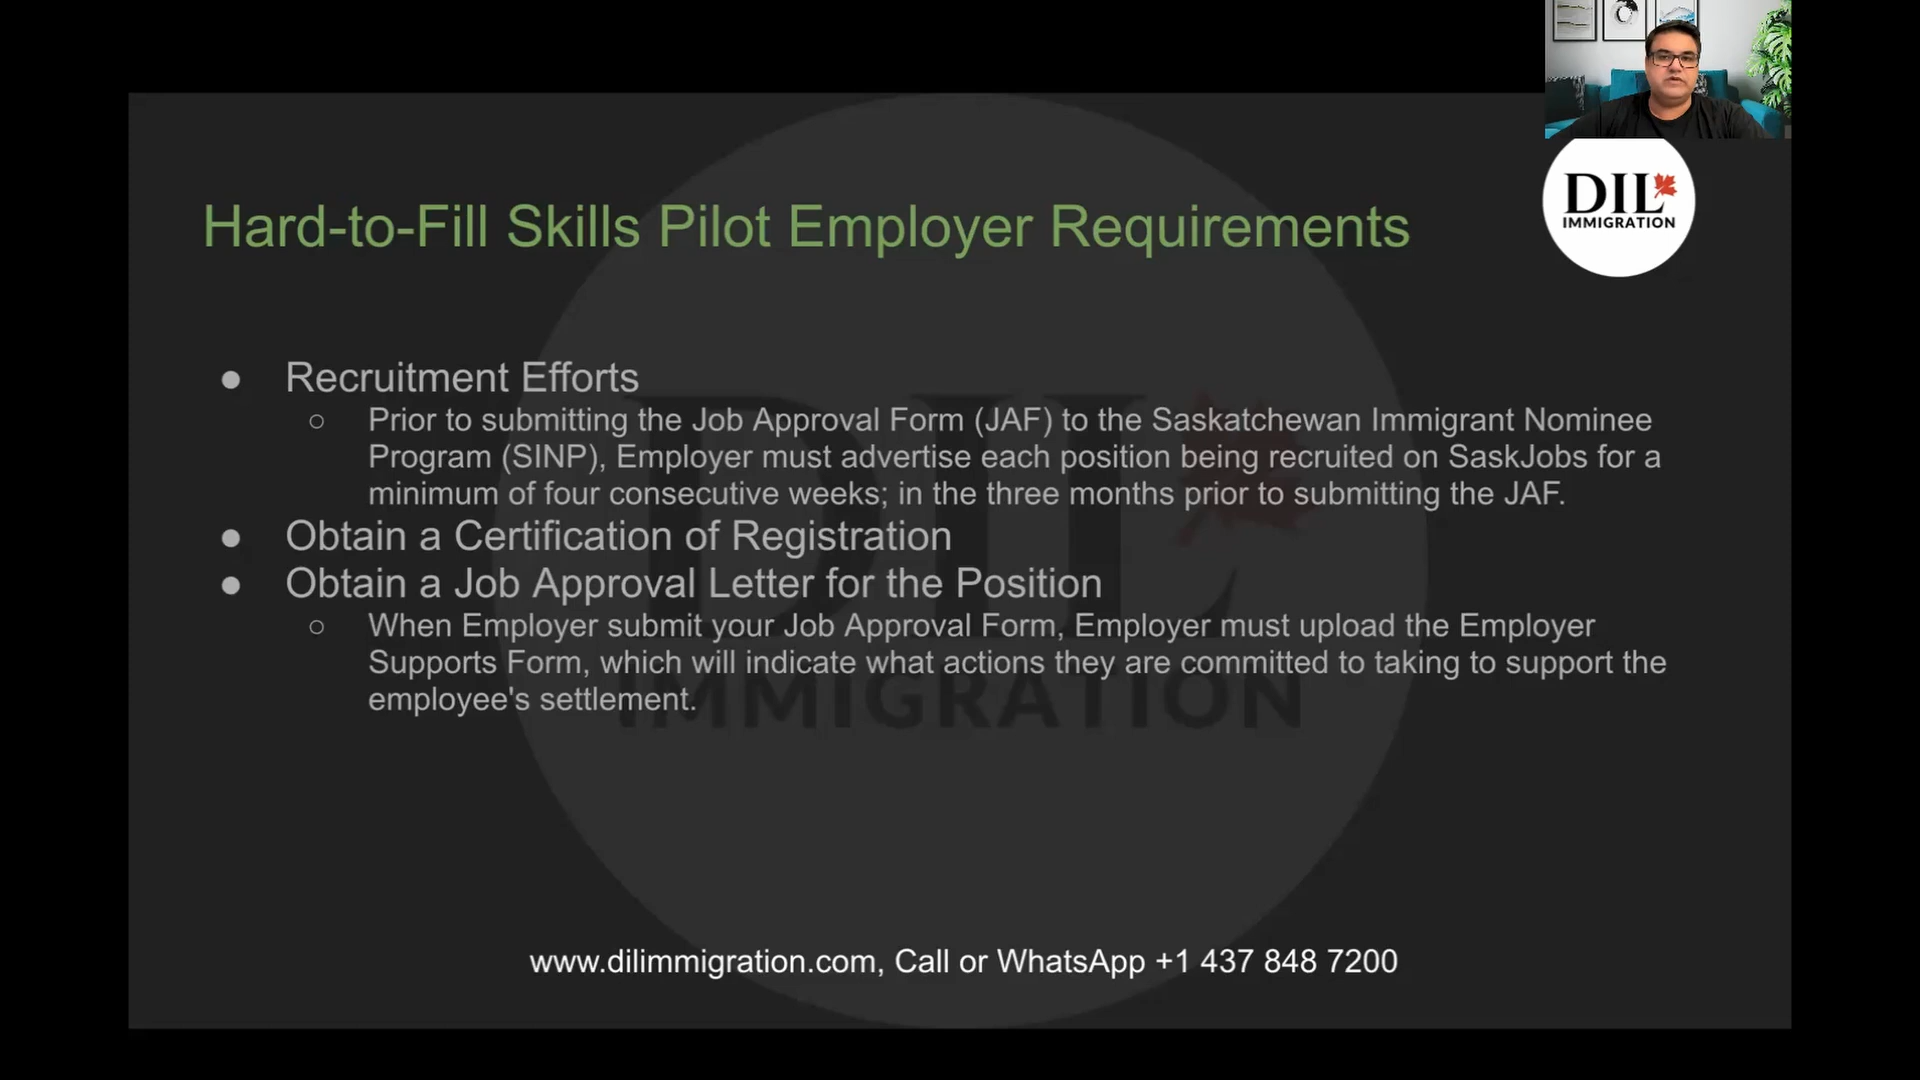 DIL
IMMIGRATION
Hard-to-Fill Skills Pilot Employer Requirements
● Recruitment Efforts
○ Prior to submitting the Job Approval Form (JAF) to the Saskatchewan Immigrant Nominee
Program (SINP), Employer must advertise each position being recruited on SaskJobs for a
minimum of four consecutive weeks; in the three months prior to submitting the JAF.
● Obtain a Certification of Registration
● Obtain a Job Approval Letter for the Position
○ When Employer submit your Job Approval Form, Employer must upload the Employer
Supports Form, which will indicate what actions they are committed to taking to support the
employee's settlement.
DIL
IMMIGRATION
www.dilimmigration.com, Call or WhatsApp +1 437 848 7200